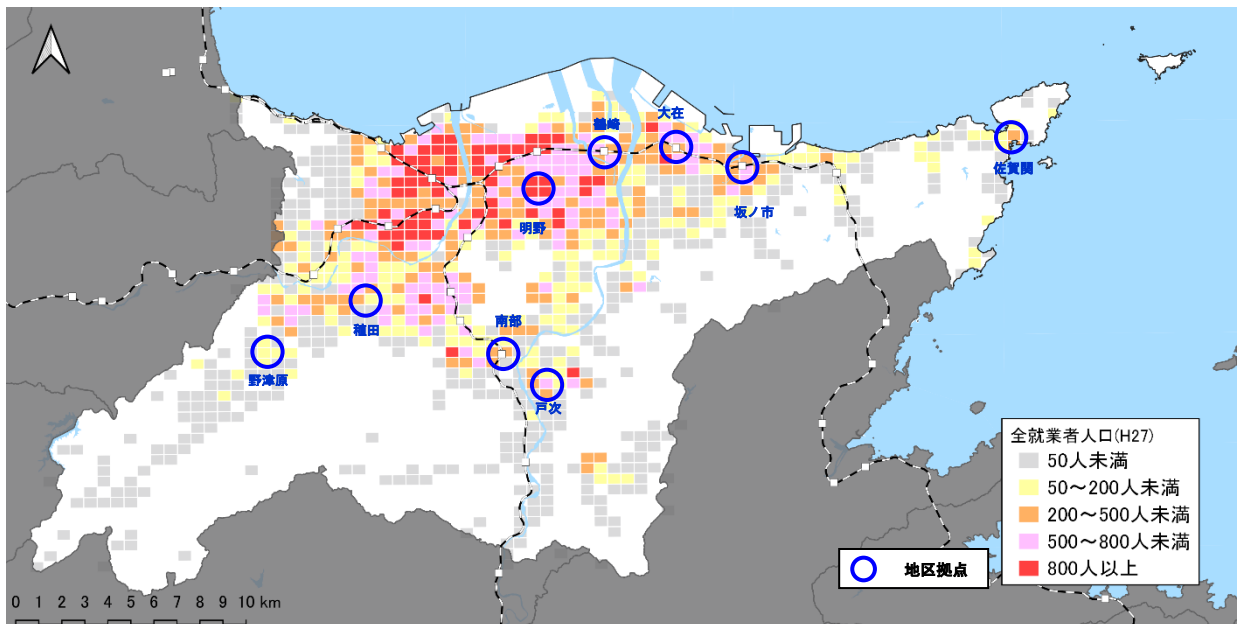 大在
鶴崎
佐賀関
坂ノ市
明野
南部
稙田
野津原
戸次
全就業者人口(H27)
50人未満
50～200人未満
200～500人未満
500～800人未満
800人以上
地区拠点
0 1 2 3 4 5 6 7 8 9 10 km